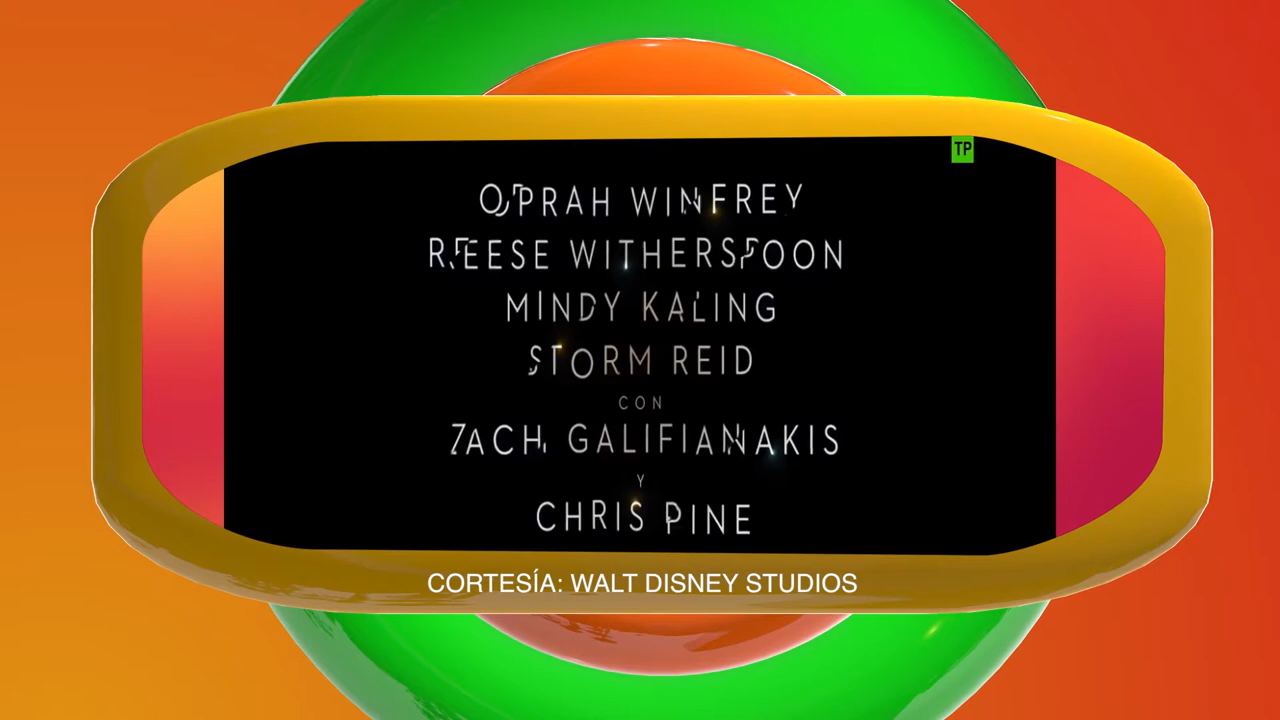 TP
OPRAH WINFREY
REESE WITHERSPOON
MINDY KALING
STORM REID
CON
ZACH GALIFIANAKIS
Y
CHRIS PINE
CORTESÍA: WALT DISNEY STUDIOS